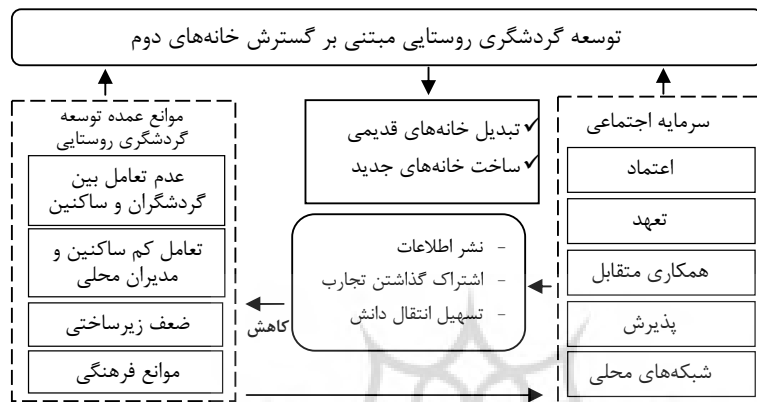 توسعه گردشگری روستایی مبتنی بر گسترش خانه‌های دوم
سرمایه اجتماعی
اعتماد
تعهد
همکاری متقابل
پذیرش
شبکه‌های محلی
✓ تبدیل خانه‌های قدیمی
✓ ساخت خانه‌های جدید
- نشر اطلاعات
- اشتراک گذاشتن تجارب
- تسهیل انتقال دانش
کاهش
موانع عمده توسعه
گردشگری روستایی
عدم تعامل بین
گردشگران و ساکنین
تعامل کم ساکنین و
مدیران محلی
ضعف زیرساختی
موانع فرهنگی